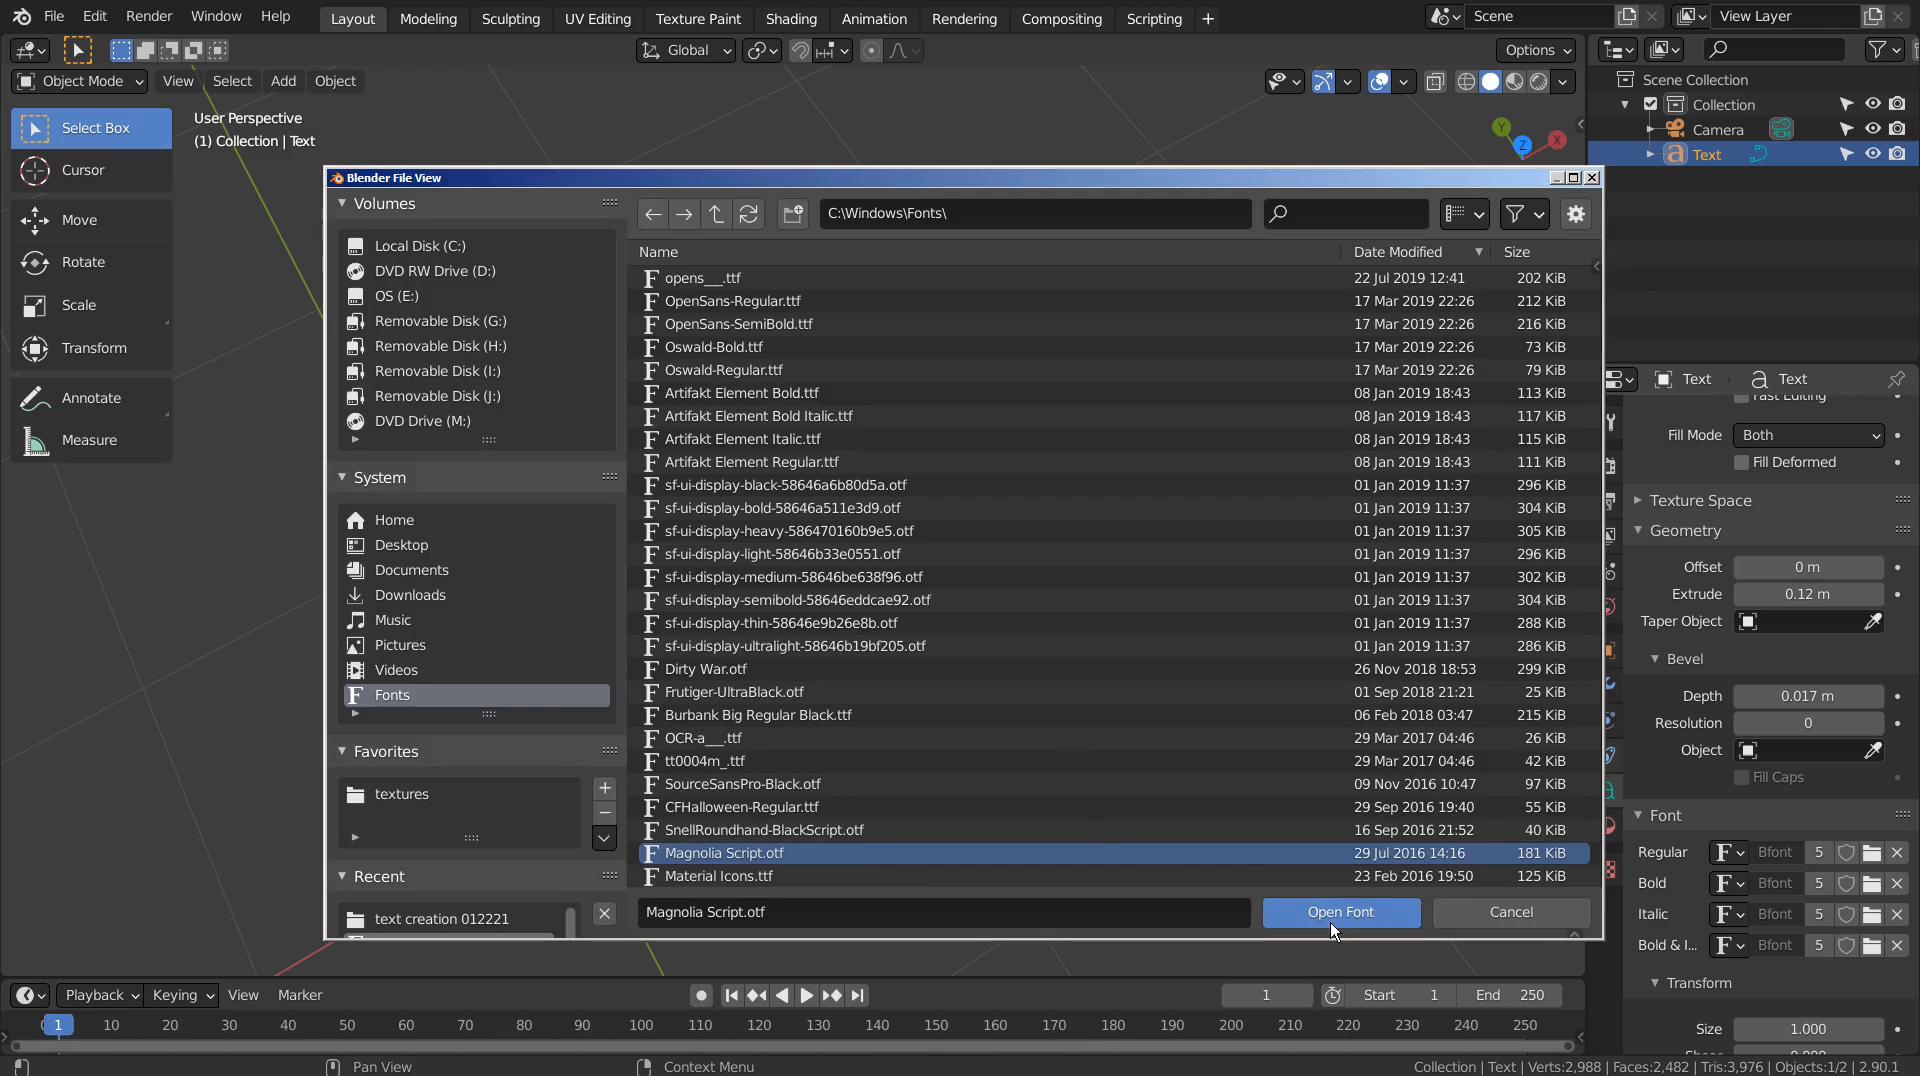 File Edit Render Window Help Layout Modeling Sculpting UV Editing Texture Paint Shading Animation Rendering Compositing Scripting + Scene View Layer
Global Options
Object Mode View Select Add Object
Scene Collection
Collection
Camera
Text
Select Box
Cursor
Move
Rotate
Scale
Transform
Annotate
Measure
User Perspective
(1) Collection | Text
Y Z X
Blender File View
Volumes
Local Disk (C:)
DVD RW Drive (D:)
OS (E:)
Removable Disk (G:)
Removable Disk (H:)
Removable Disk (I:)
Removable Disk (J:)
DVD Drive (M:)
System
Home
Desktop
Documents
Downloads
Music
Pictures
Videos
Fonts
Favorites
textures
Recent
text creation 012221
C:\Windows\Fonts\
Name Date Modified Size
opens___.ttf 22 Jul 2019 12:41 202 KiB
OpenSans-Regular.ttf 17 Mar 2019 22:26 212 KiB
OpenSans-SemiBold.ttf 17 Mar 2019 22:26 216 KiB
Oswald-Bold.ttf 17 Mar 2019 22:26 73 KiB
Oswald-Regular.ttf 17 Mar 2019 22:26 79 KiB
Artifakt Element Bold.ttf 08 Jan 2019 18:43 113 KiB
Artifakt Element Bold Italic.ttf 08 Jan 2019 18:43 117 KiB
Artifakt Element Italic.ttf 08 Jan 2019 18:43 115 KiB
Artifakt Element Regular.ttf 08 Jan 2019 18:43 111 KiB
sf-ui-display-black-58646a6b80d5a.otf 01 Jan 2019 11:37 296 KiB
sf-ui-display-bold-58646a511e3d9.otf 01 Jan 2019 11:37 304 KiB
sf-ui-display-heavy-586470160b9e5.otf 01 Jan 2019 11:37 305 KiB
sf-ui-display-light-58646b33e0551.otf 01 Jan 2019 11:37 296 KiB
sf-ui-display-medium-58646be638f96.otf 01 Jan 2019 11:37 302 KiB
sf-ui-display-semibold-58646eddcae92.otf 01 Jan 2019 11:37 304 KiB
sf-ui-display-thin-58646e9b26e8b.otf 01 Jan 2019 11:37 288 KiB
sf-ui-display-ultralight-58646b19bf205.otf 01 Jan 2019 11:37 286 KiB
Dirty War.otf 26 Nov 2018 18:53 299 KiB
Frutiger-UltraBlack.otf 01 Sep 2018 21:21 25 KiB
Burbank Big Regular Black.ttf 06 Feb 2018 03:47 215 KiB
OCR-a___.ttf 29 Mar 2017 04:46 26 KiB
tt0004m_.ttf 29 Mar 2017 04:46 42 KiB
SourceSansPro-Black.otf 09 Nov 2016 10:47 97 KiB
CFHalloween-Regular.ttf 29 Sep 2016 19:40 55 KiB
SnellRoundhand-BlackScript.otf 16 Sep 2016 21:52 40 KiB
Magnolia Script.otf 29 Jul 2016 14:16 181 KiB
Material Icons.ttf 23 Feb 2016 19:50 125 KiB
Magnolia Script.otf Open Font Cancel
Text Text
Fast Editing
Fill Mode Both
Fill Deformed
Texture Space
Geometry
Offset 0 m
Extrude 0.12 m
Taper Object
Bevel
Depth 0.017 m
Resolution 0
Object
Fill Caps
Font
Regular F Bfont 5
Bold F Bfont 5
Italic F Bfont 5
Bold & I... F Bfont 5
Transform
Size 1.000
Playback Keying View Marker 1 Start 1 End 250
1 10 20 30 40 50 60 70 80 90 100 110 120 130 140 150 160 170 180 190 200 210 220 230 240 250
Pan View Context Menu Collection | Text | Verts:2,988 | Faces:2,482 | Tris:3,976 | Objects:1/2 | 2.90.1